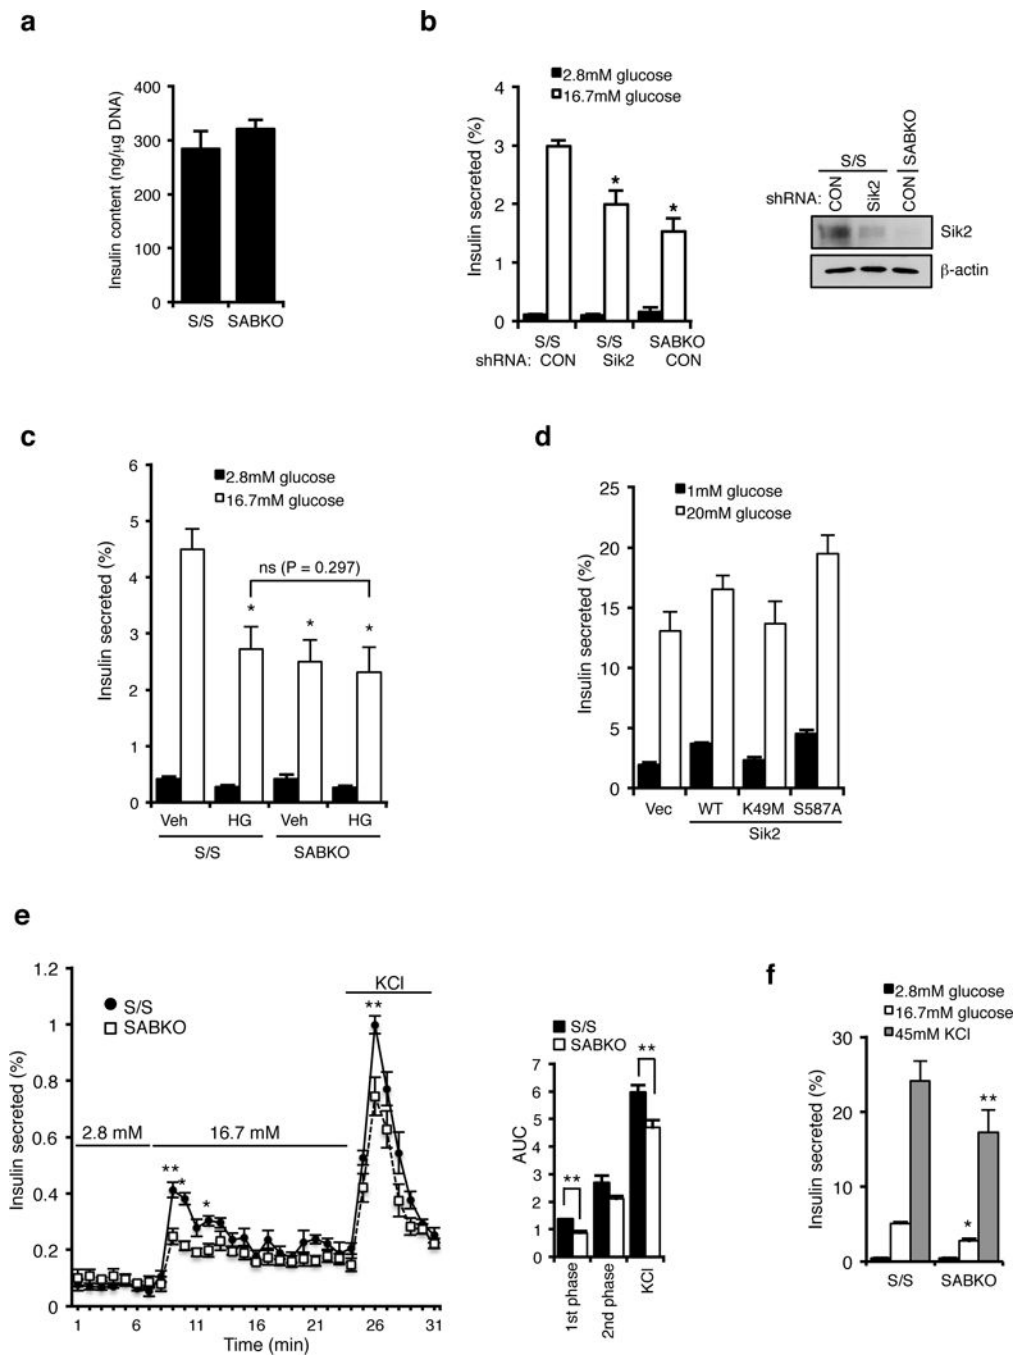 a
400
300
200
100
0
Insulin content (ng/µg DNA)
S/S SABKO
b
2.8mM glucose
16.7mM glucose
4
3
2
1
0
Insulin secreted (%)
* *
S/S S/S SABKO
shRNA: CON Sik2 CON
S/S SABKO
shRNA: CON Sik2 CON
Sik2
β-actin
c
2.8mM glucose
16.7mM glucose
6
5
4
3
2
1
0
Insulin secreted (%)
ns (P = 0.297)
* * *
Veh HG Veh HG
S/S SABKO
d
1mM glucose
20mM glucose
25
20
15
10
5
0
Insulin secreted (%)
Vec WT K49M S587A
Sik2
e
1.2
1
0.8
0.6
0.4
0.2
0
Insulin secreted (%)
S/S
SABKO
KCl
**
2.8 mM 16.7 mM
** * *
1 6 11 16 21 26 31
Time (min)
S/S
SABKO
7
6
5
4
3
2
1
0
AUC
** **
1st phase 2nd phase KCl
f
2.8mM glucose
16.7mM glucose
45mM KCl
30
20
10
0
Insulin secreted (%)
* **
S/S SABKO